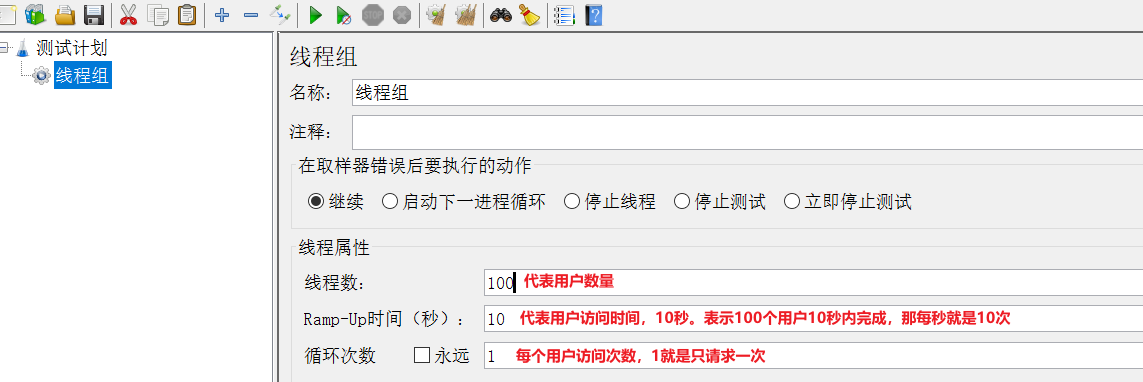 测试计划
线程组
线程组
名称： 线程组
注释：
在取样器错误后要执行的动作
继续 启动下一进程循环 停止线程 停止测试 立即停止测试
线程属性
线程数： 100 代表用户数量
Ramp-Up时间（秒）： 10 代表用户访问时间，10秒。表示100个用户10秒内完成，那每秒就是10次
循环次数 永远 1 每个用户访问次数，1就是只请求一次